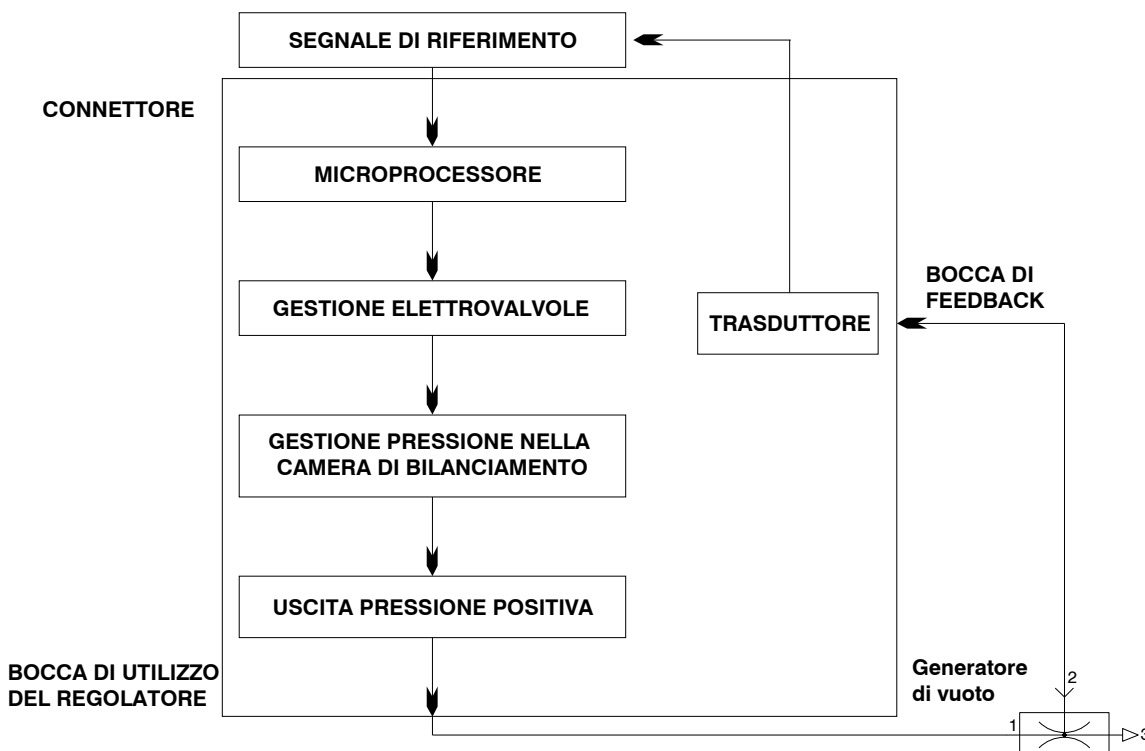 SEGNALE DI RIFERIMENTO
CONNETTORE
MICROPROCESSORE
GESTIONE ELETTROVALVOLE
BOCCA DI
FEEDBACK
TRASDUTTORE
GESTIONE PRESSIONE NELLA
CAMERA DI BILANCIAMENTO
USCITA PRESSIONE POSITIVA
BOCCA DI UTILIZZO
DEL REGOLATORE
Generatore
di vuoto
2
1
3